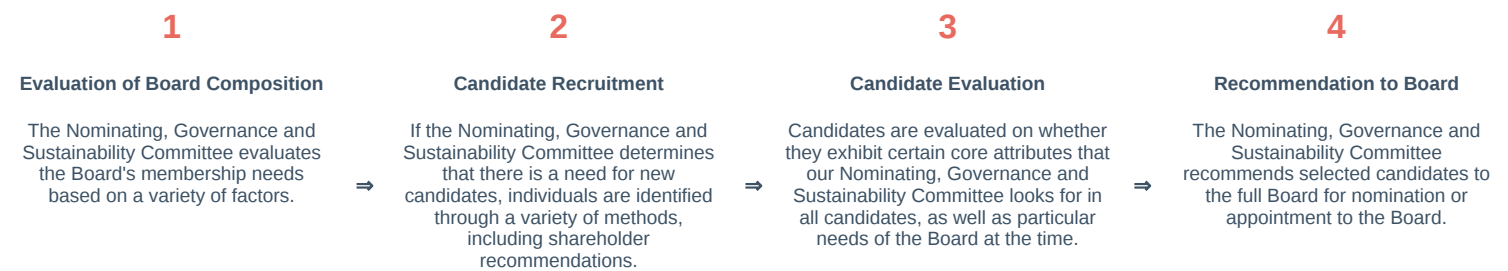 1
Evaluation of Board Composition
The Nominating, Governance and
Sustainability Committee evaluates
the Board's membership needs
based on a variety of factors.
⇒
2
Candidate Recruitment
If the Nominating, Governance and
Sustainability Committee determines
that there is a need for new
candidates, individuals are identified
through a variety of methods,
including shareholder
recommendations.
⇒
3
Candidate Evaluation
Candidates are evaluated on whether
they exhibit certain core attributes that
our Nominating, Governance and
Sustainability Committee looks for in
all candidates, as well as particular
needs of the Board at the time.
⇒
4
Recommendation to Board
The Nominating, Governance and
Sustainability Committee
recommends selected candidates to
the full Board for nomination or
appointment to the Board.